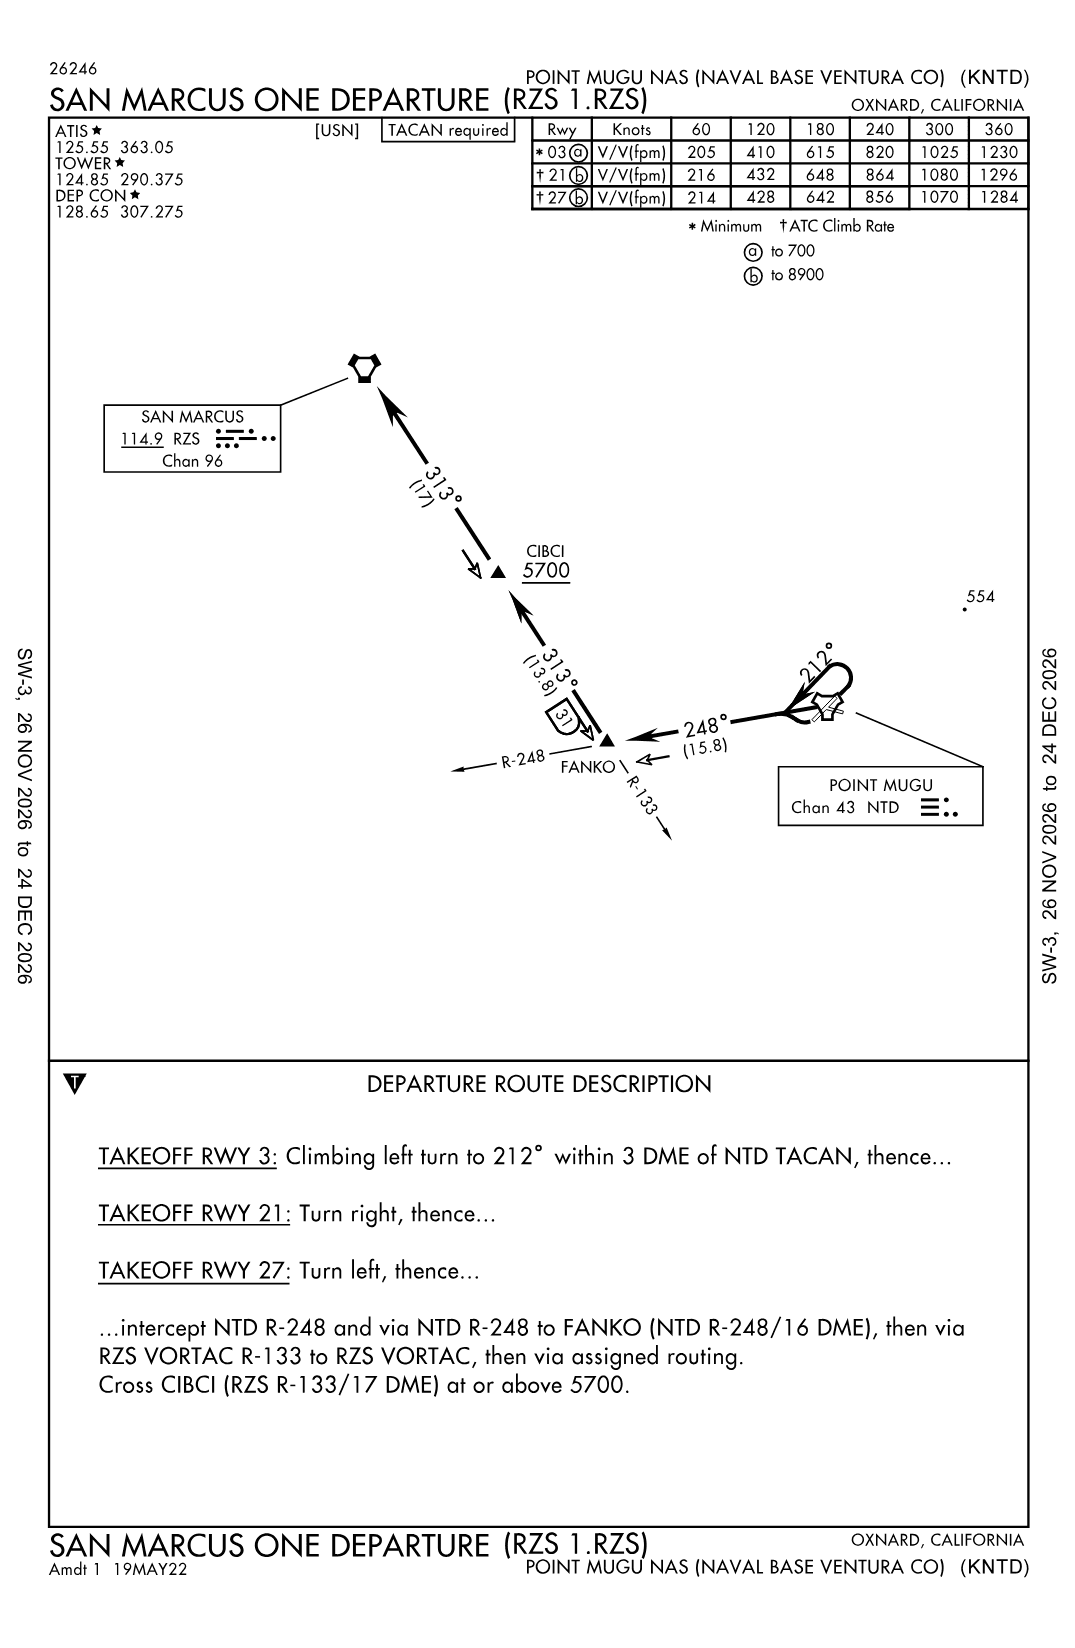 26246
POINT MUGU NAS (NAVAL BASE VENTURA CO) (KNTD)
SAN MARCUS ONE DEPARTURE (RZS 1.RZS)
OXNARD, CALIFORNIA
ATIS★
125.55 363.05
TOWER★
124.85 290.375
DEP CON★
128.65 307.275
[USN]
TACAN required
Rwy Knots 60 120 180 240 300 360
* 03 ⓐ V/V(fpm) 205 410 615 820 1025 1230
† 21 ⓑ V/V(fpm) 216 432 648 864 1080 1296
† 27 ⓑ V/V(fpm) 214 428 642 856 1070 1284
* Minimum †ATC Climb Rate
ⓐ to 700
ⓑ to 8900
SAN MARCUS
114.9 RZS
Chan 96
313°
(17)
CIBCI
5700
554
313°
(13.8)
31
212°
248°
(15.8)
R-248
FANKO
R-133
POINT MUGU
Chan 43 NTD
SW-3, 26 NOV 2026 to 24 DEC 2026
SW-3, 26 NOV 2026 to 24 DEC 2026
T
DEPARTURE ROUTE DESCRIPTION
TAKEOFF RWY 3: Climbing left turn to 212° within 3 DME of NTD TACAN, thence...
TAKEOFF RWY 21: Turn right, thence...
TAKEOFF RWY 27: Turn left, thence...
...intercept NTD R-248 and via NTD R-248 to FANKO (NTD R-248/16 DME), then via
RZS VORTAC R-133 to RZS VORTAC, then via assigned routing.
Cross CIBCI (RZS R-133/17 DME) at or above 5700.
SAN MARCUS ONE DEPARTURE (RZS 1.RZS)
OXNARD, CALIFORNIA
Amdt 1 19MAY22
POINT MUGU NAS (NAVAL BASE VENTURA CO) (KNTD)